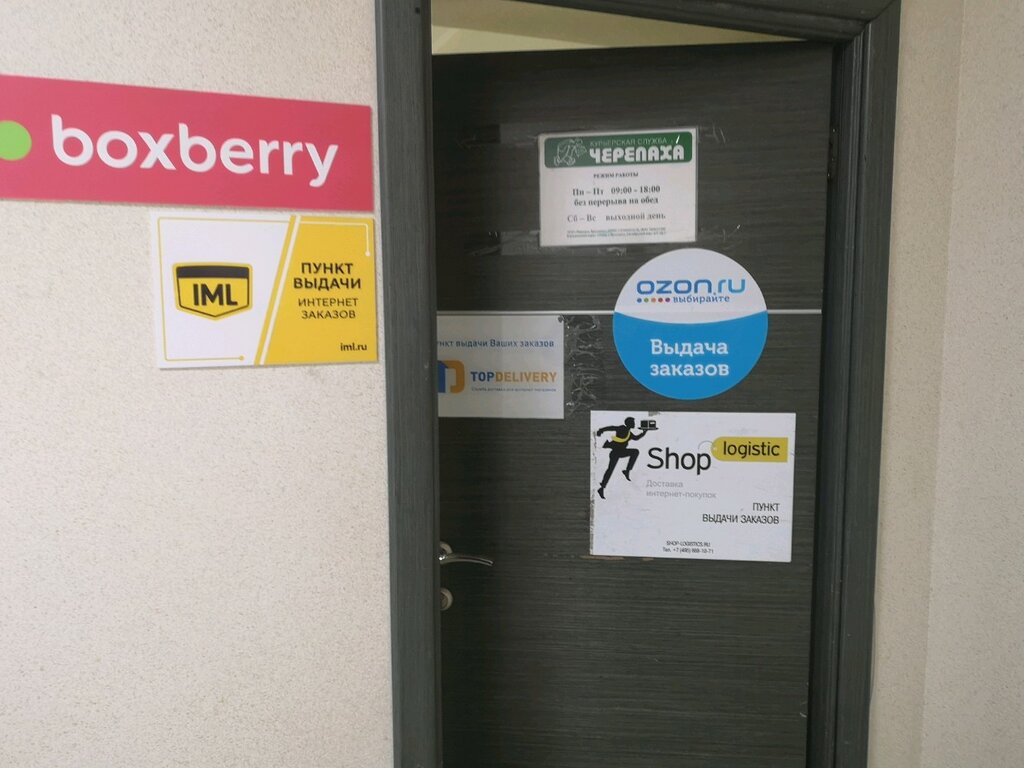 boxberry
IML
ПУНКТ
ВЫДАЧИ
ИНТЕРНЕТ
ЗАКАЗОВ
iml.ru
КУРЬЕРСКАЯ СЛУЖБА
ЧЕРЕПАХА
РЕЖИМ РАБОТЫ
Пн – Пт 09:00 - 18:00
без перерыва на обед
Сб – Вс выходной день
ozon.ru
выбирайте
Выдача
заказов
нкт выдачи Ваших заказов
TOPDELIVERY
Shop logistic
Доставка
интернет-покупок
ПУНКТ
ВЫДАЧИ ЗАКАЗОВ
SHOP-LOGISTICS.RU